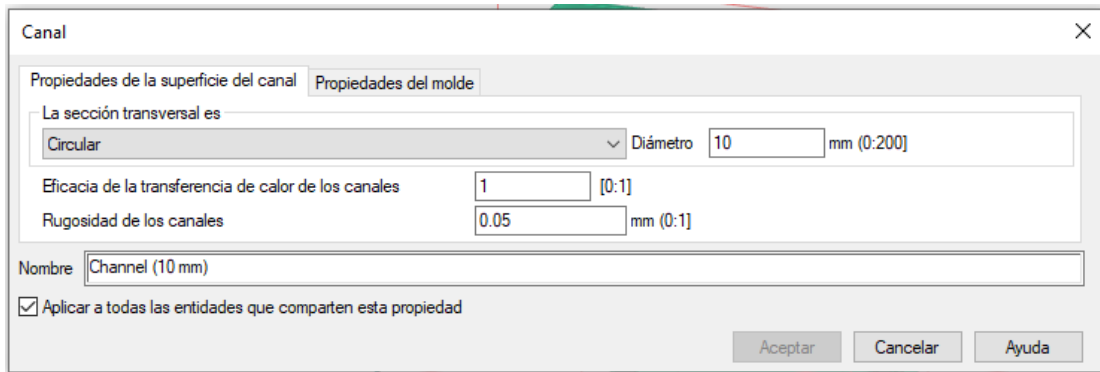 Canal
Propiedades de la superficie del canal Propiedades del molde
La sección transversal es
Circular Diámetro 10 mm (0:200]
Eficacia de la transferencia de calor de los canales 1 [0:1]
Rugosidad de los canales 0.05 mm (0:1]
Nombre Channel (10 mm)
Aplicar a todas las entidades que comparten esta propiedad
Aceptar Cancelar Ayuda